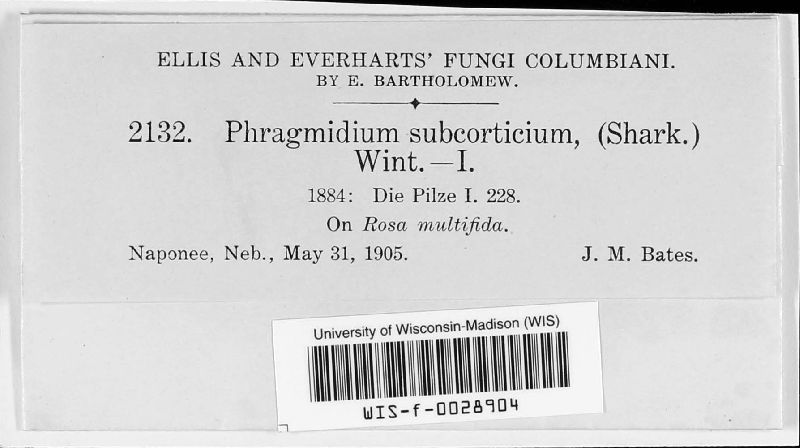 ELLIS AND EVERHARTS' FUNGI COLUMBIANI.
BY E. BARTHOLOMEW.
2132. Phragmidium subcorticium, (Shark.)
Wint.—I.
1884: Die Pilze I. 228.
On Rosa multifida.
Naponee, Neb., May 31, 1905. J. M. Bates.
University of Wisconsin-Madison (WIS)
WIS-f-0028904